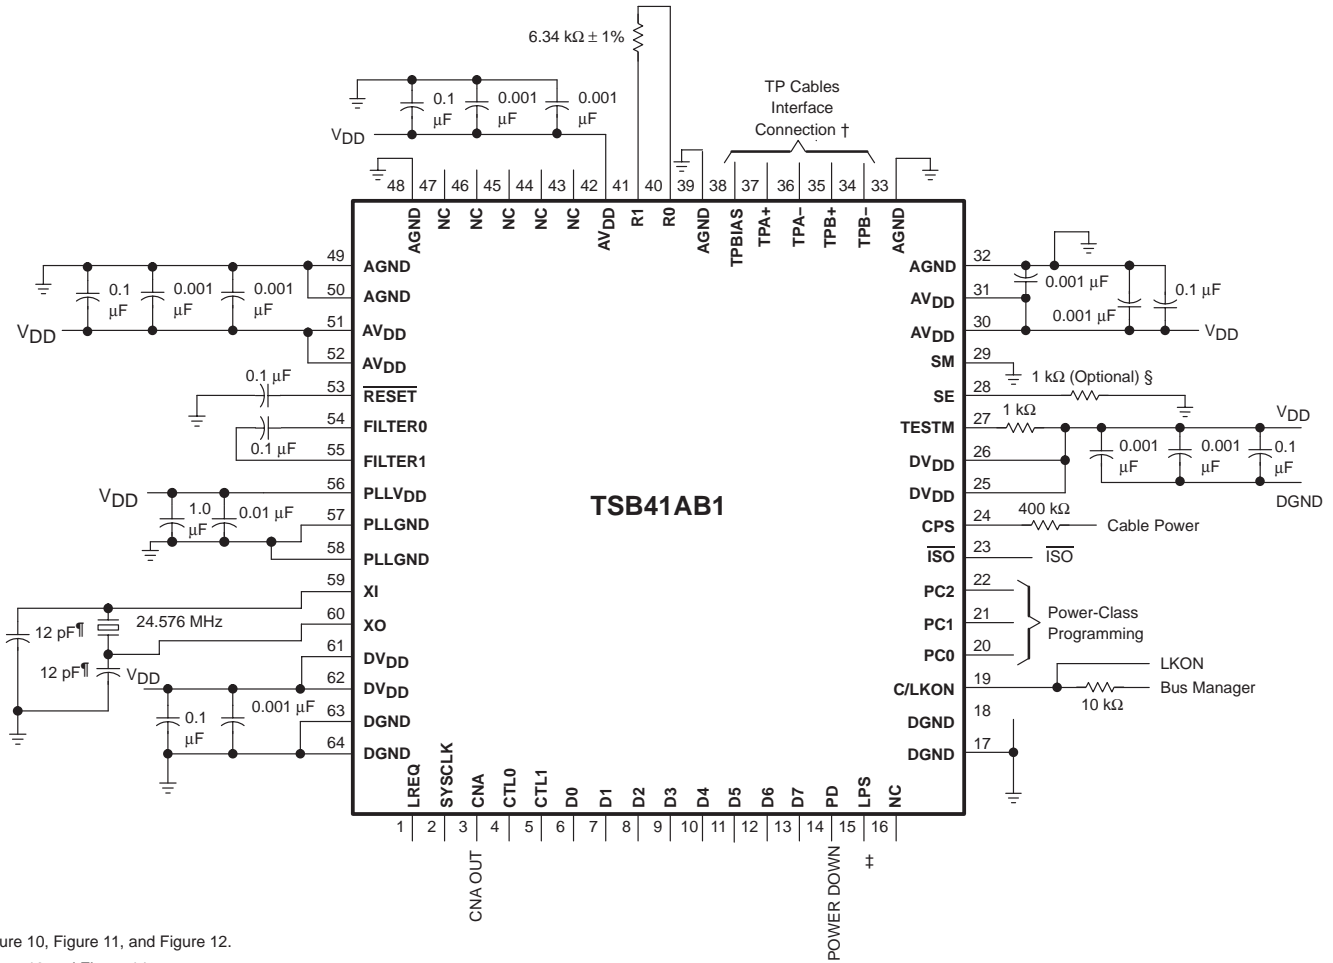 6.34 kΩ ± 1%
TP Cables
Interface
Connection †
0.1 μF
0.001 μF
0.001 μF
VDD
48 47 46 45 44 43 42 41 40 39 38 37 36 35 34 33
AGND NC NC NC NC NC AVDD R1 R0 AGND TPBIAS TPA+ TPA− TPB+ TPB− AGND
49 AGND
50 AGND
51 AVDD
52 AVDD
53 RESET
54 FILTER0
55 FILTER1
56 PLLVDD
57 PLLGND
58 PLLGND
59 XI
60 XO
61 DVDD
62 DVDD
63 DGND
64 DGND
0.1 μF
0.001 μF
0.001 μF
VDD
0.1 μF
0.1 μF
VDD
1.0 μF
0.01 μF
24.576 MHz
12 pF¶
12 pF¶
VDD
0.1 μF
0.001 μF
TSB41AB1
AGND 32
AVDD 31
AVDD 30
SM 29
SE 28
TESTM 27
DVDD 26
DVDD 25
CPS 24
ISO 23
PC2 22
PC1 21
PC0 20
C/LKON 19
DGND 18
DGND 17
0.001 μF
0.001 μF
0.1 μF
VDD
1 kΩ (Optional) §
1 kΩ
VDD
0.001 μF
0.001 μF
0.1 μF
DGND
400 kΩ
Cable Power
ISO
Power-Class
Programming
LKON
Bus Manager
10 kΩ
LREQ SYSCLK CNA CTL0 CTL1 D0 D1 D2 D3 D4 D5 D6 D7 PD LPS NC
1 2 3 4 5 6 7 8 9 10 11 12 13 14 15 16
CNA OUT
POWER DOWN
‡
ure 10, Figure 11, and Figure 12.